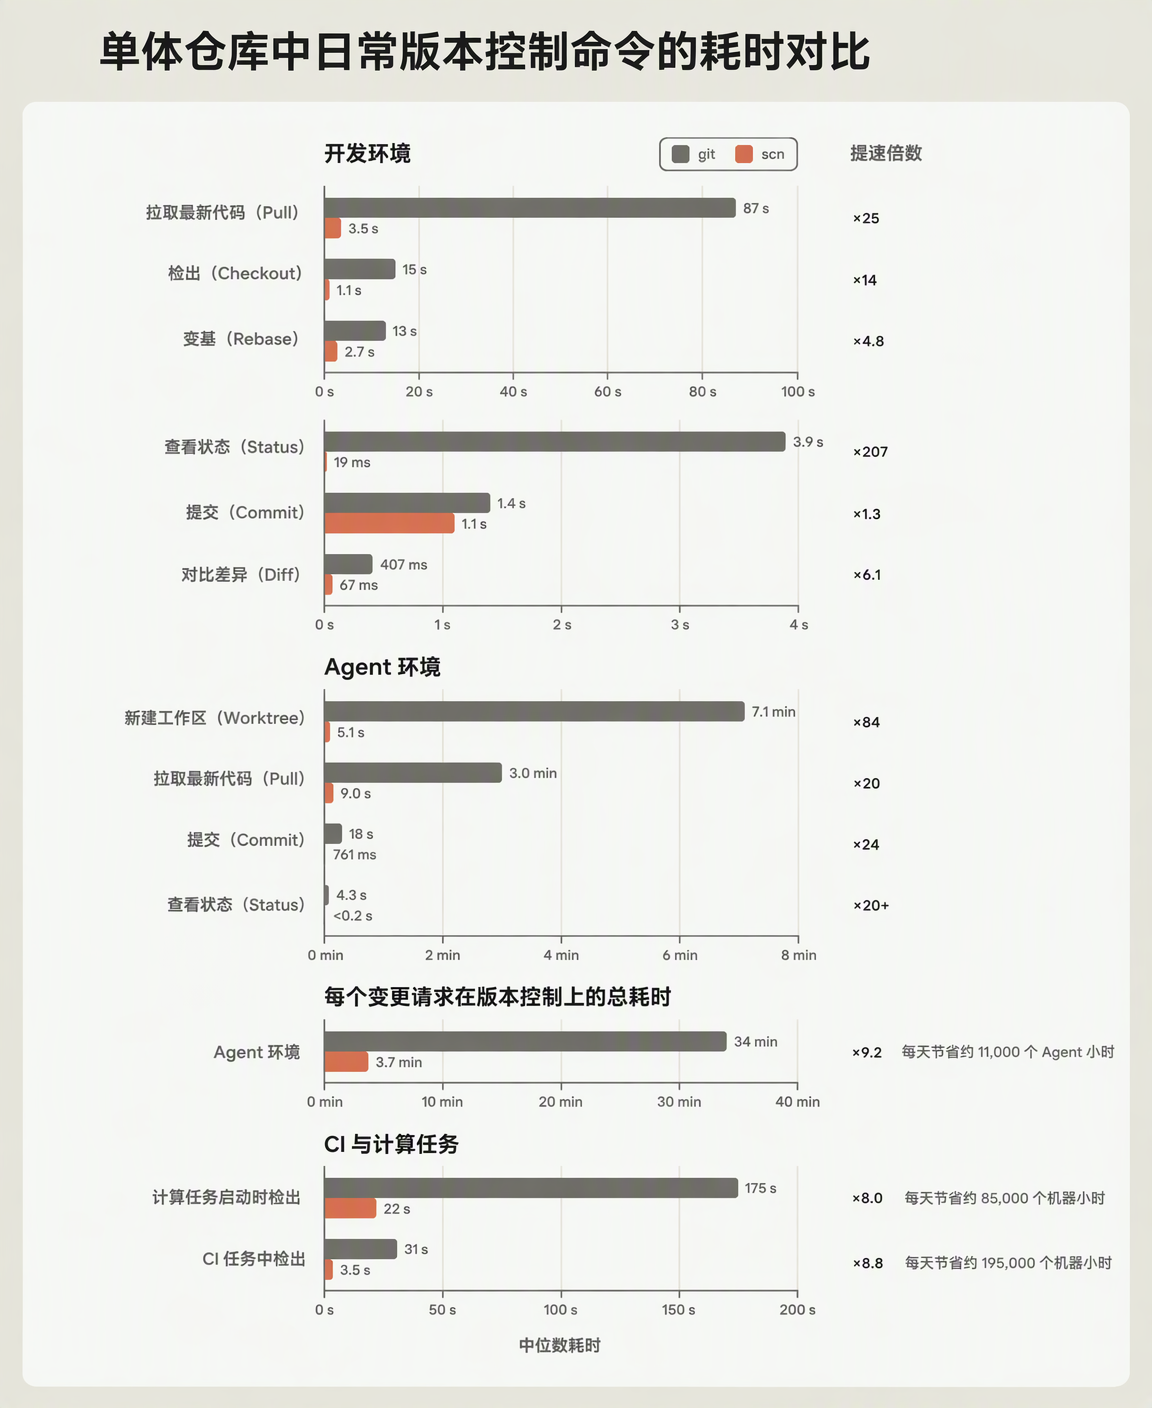 单体仓库中日常版本控制命令的耗时对比
开发环境
git
scn
提速倍数
拉取最新代码（Pull）
87 s
3.5 s
×25
检出（Checkout）
15 s
1.1 s
×14
变基（Rebase）
13 s
2.7 s
×4.8
0 s 20 s 40 s 60 s 80 s 100 s
查看状态（Status）
3.9 s
19 ms
×207
提交（Commit）
1.4 s
1.1 s
×1.3
对比差异（Diff）
407 ms
67 ms
×6.1
0 s 1 s 2 s 3 s 4 s
Agent 环境
新建工作区（Worktree）
7.1 min
5.1 s
×84
拉取最新代码（Pull）
3.0 min
9.0 s
×20
提交（Commit）
18 s
761 ms
×24
查看状态（Status）
4.3 s
<0.2 s
×20+
0 min 2 min 4 min 6 min 8 min
每个变更请求在版本控制上的总耗时
Agent 环境
34 min
3.7 min
×9.2 每天节省约 11,000 个 Agent 小时
0 min 10 min 20 min 30 min 40 min
CI 与计算任务
计算任务启动时检出
175 s
22 s
×8.0 每天节省约 85,000 个机器小时
CI 任务中检出
31 s
3.5 s
×8.8 每天节省约 195,000 个机器小时
0 s 50 s 100 s 150 s 200 s
中位数耗时